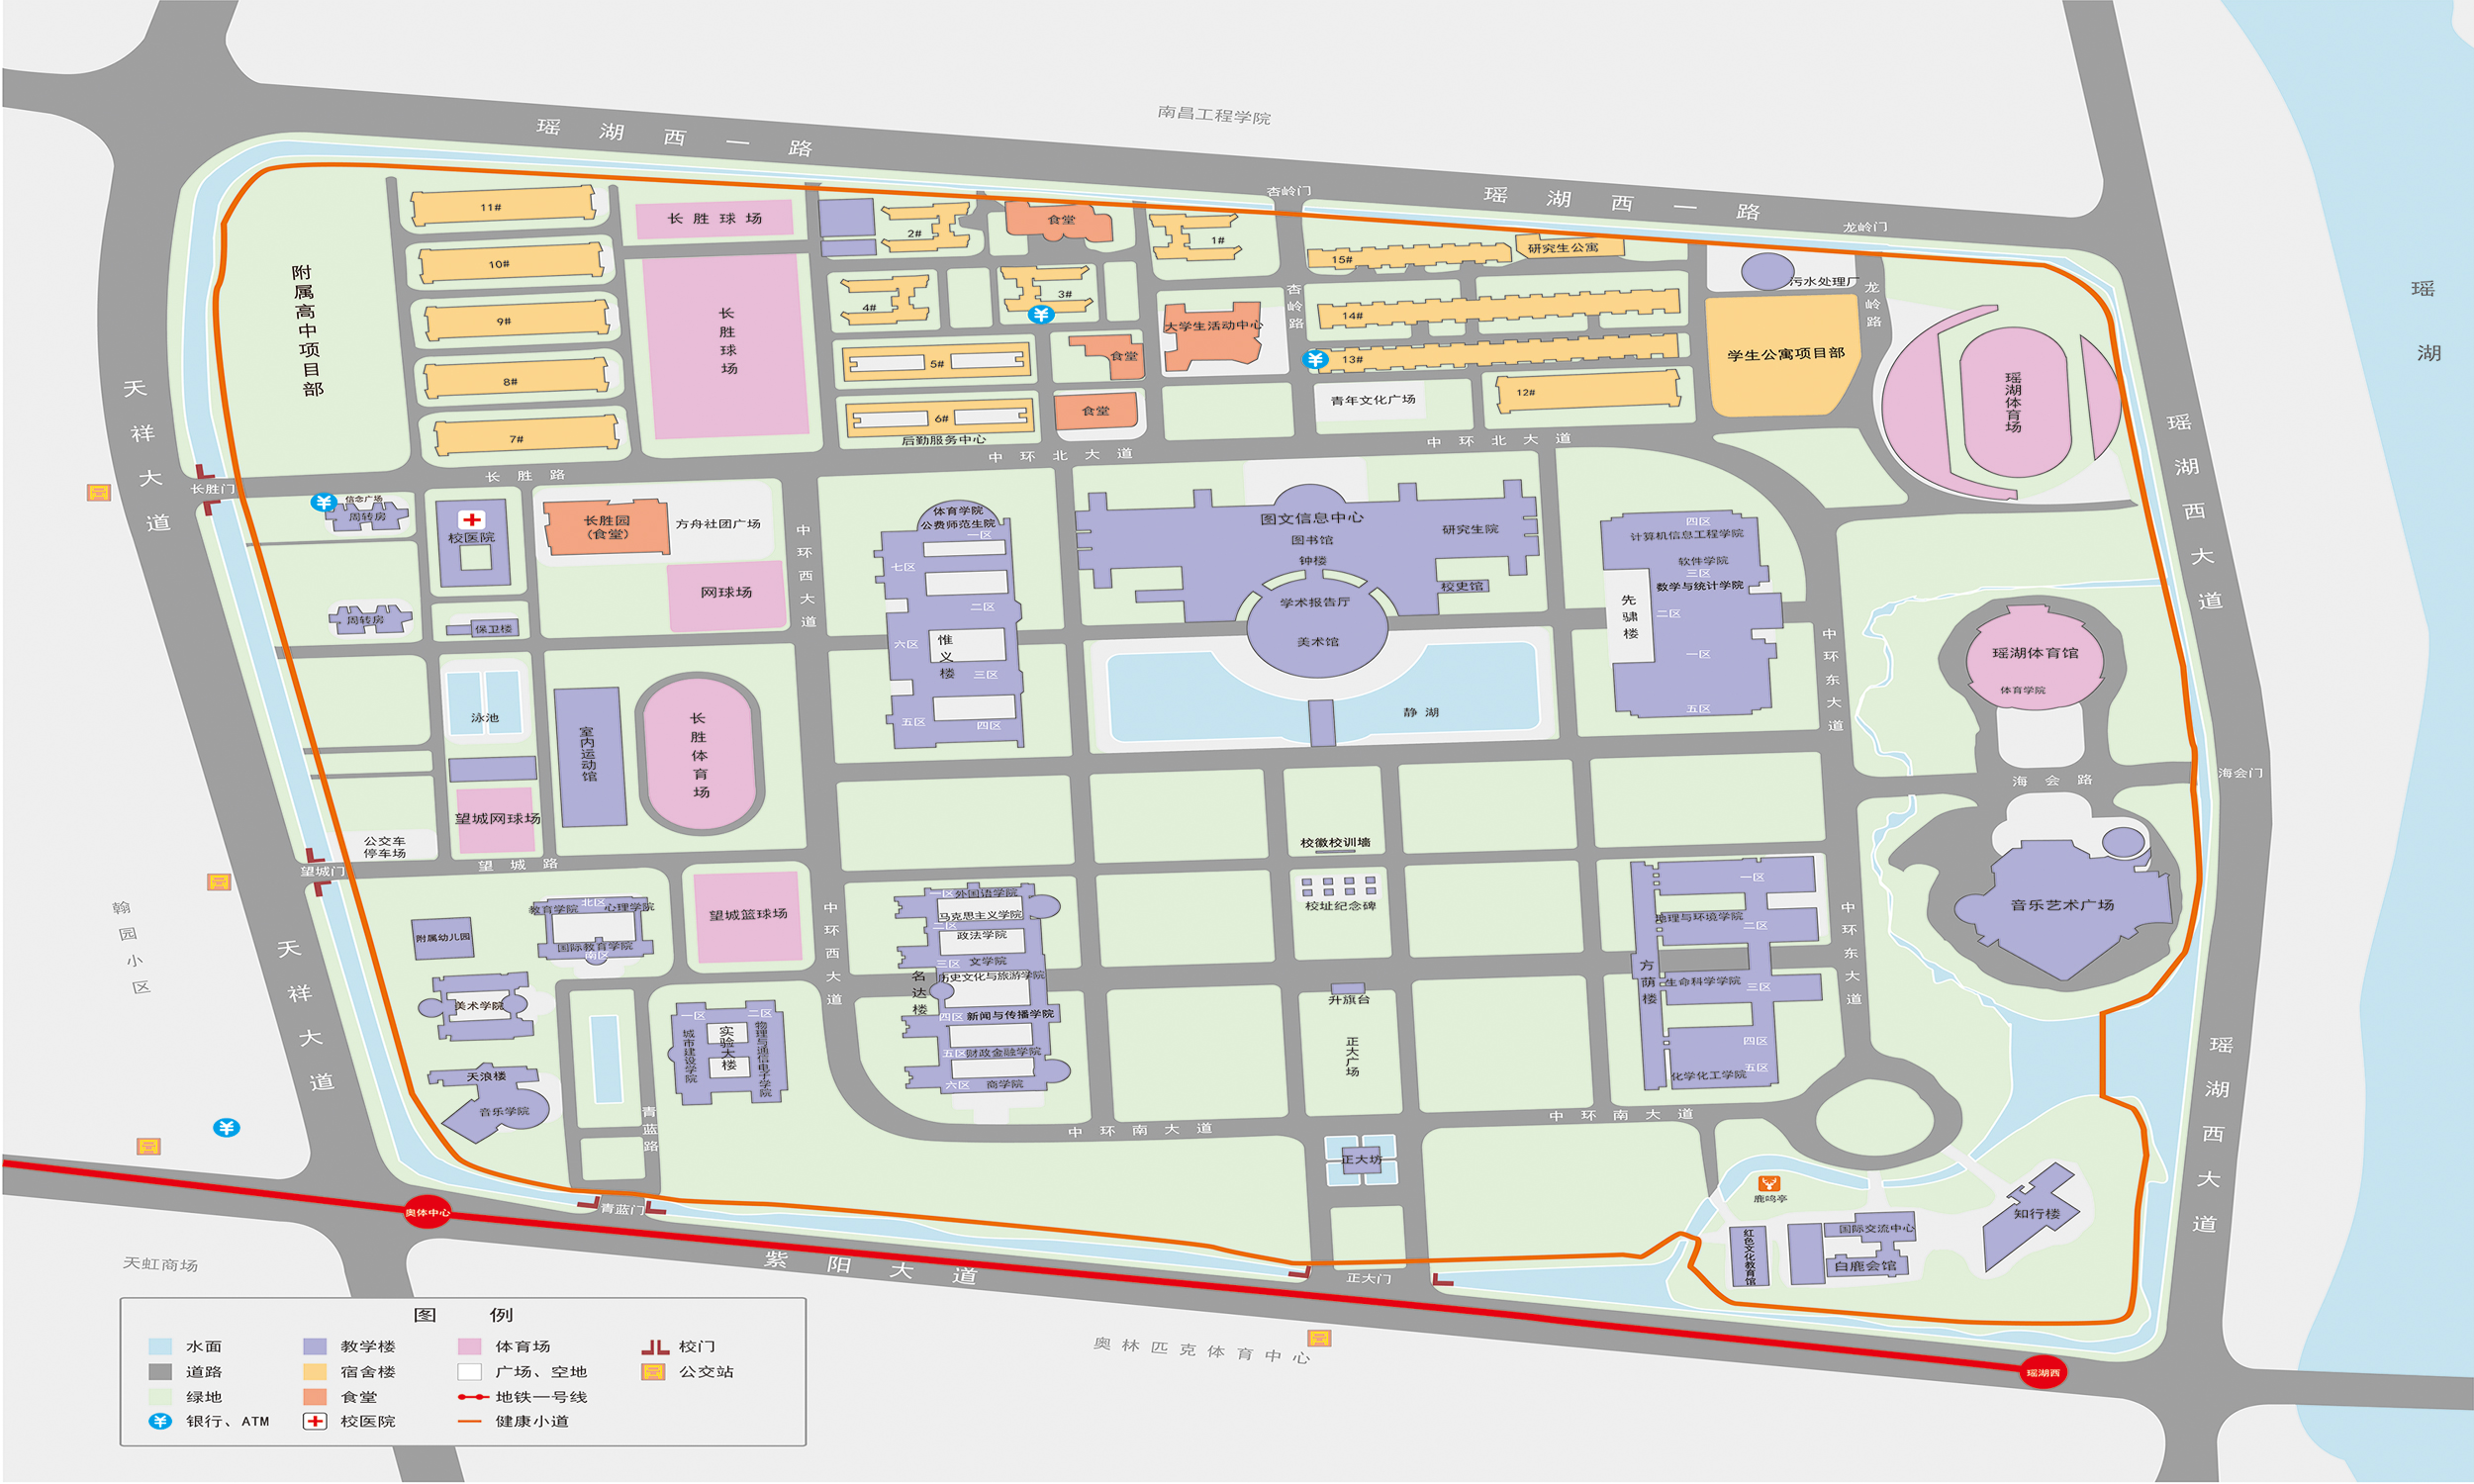 南昌工程学院
瑶湖西一路
杏岭门
瑶湖西一路
龙岭门
瑶湖
11#
长胜球场
2#
食堂
1#
15#
研究生公寓
污水处理厂
10#
附属高中项目部
长胜球场
4#
3#
杏岭路
14#
龙岭路
9#
大学生活动中心
5#
食堂
13#
学生公寓项目部
瑶湖体育场
8#
天祥大道
6#
食堂
青年文化广场
12#
瑶湖西大道
7#
后勤服务中心
中环北大道
中环北大道
长胜路
长胜门
信念广场
周转房
校医院
长胜园
(食堂)
方舟社团广场
网球场
中环西大道
体育学院
公费师范生院
一区
七区
二区
六区
惟义楼
三区
五区
四区
图文信息中心
图书馆
钟楼
研究生院
校史馆
学术报告厅
美术馆
静湖
四区
计算机信息工程学院
软件学院
三区
数学与统计学院
先骕楼
二区
一区
五区
中环东大道
瑶湖体育馆
体育学院
周转房
保卫楼
泳池
室内运动馆
长胜体育场
望城网球场
公交车
停车场
望城路
望城门
海会路
海会门
校徽校训墙
校址纪念碑
升旗台
正大广场
音乐艺术广场
翰园小区
天祥大道
附属幼儿园
北区
教育学院
心理学院
国际教育学院
南区
望城篮球场
中环西大道
一区
外国语学院
马克思主义学院
二区
政法学院
三区
文学院
历史文化与旅游学院
名达楼
四区
新闻与传播学院
五区
财政金融学院
六区
商学院
一区
地理与环境学院
二区
方荫楼
生命科学学院
三区
四区
五区
化学化工学院
中环东大道
美术学院
天浪楼
音乐学院
一区
二区
城市建设学院
实验大楼
物理与通信电子学院
青蓝路
中环南大道
中环南大道
瑶湖西大道
正大坊
鹿鸣亭
红色文化教育馆
国际交流中心
白鹿会馆
知行楼
奥体中心
青蓝门
正大门
天虹商场
紫阳大道
奥林匹克体育中心
瑶湖西
图例
水面
教学楼
体育场
校门
道路
宿舍楼
广场、空地
公交站
绿地
食堂
地铁一号线
银行、ATM
校医院
健康小道